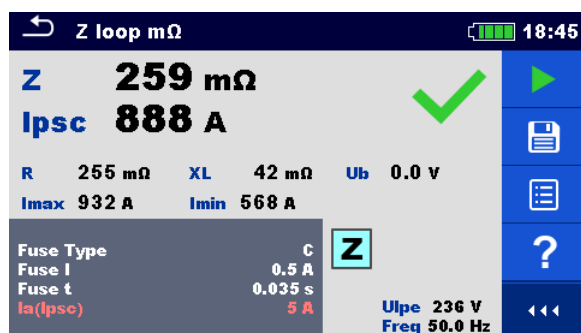 Z loop mΩ 18:45
Z 259 mΩ
Ipsc 888 A
R 255 mΩ XL 42 mΩ Ub 0.0 V
Imax 932 A Imin 568 A
Fuse Type C
Fuse I 0.5 A
Fuse t 0.035 s
Ia(Ipsc) 5 A
Z
?
Ulpe 236 V
Freq 50.0 Hz